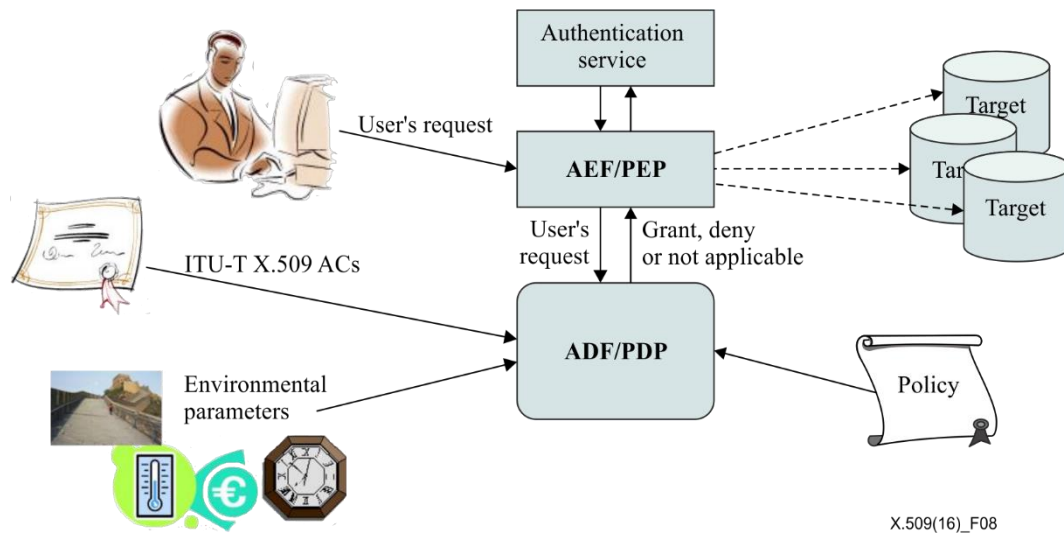 Authentication
service
User's request
AEF/PEP
Target
Target
Target
User's
request
Grant, deny
or not applicable
ITU-T X.509 ACs
ADF/PDP
Environmental
parameters
Policy
€
X.509(16)_F08